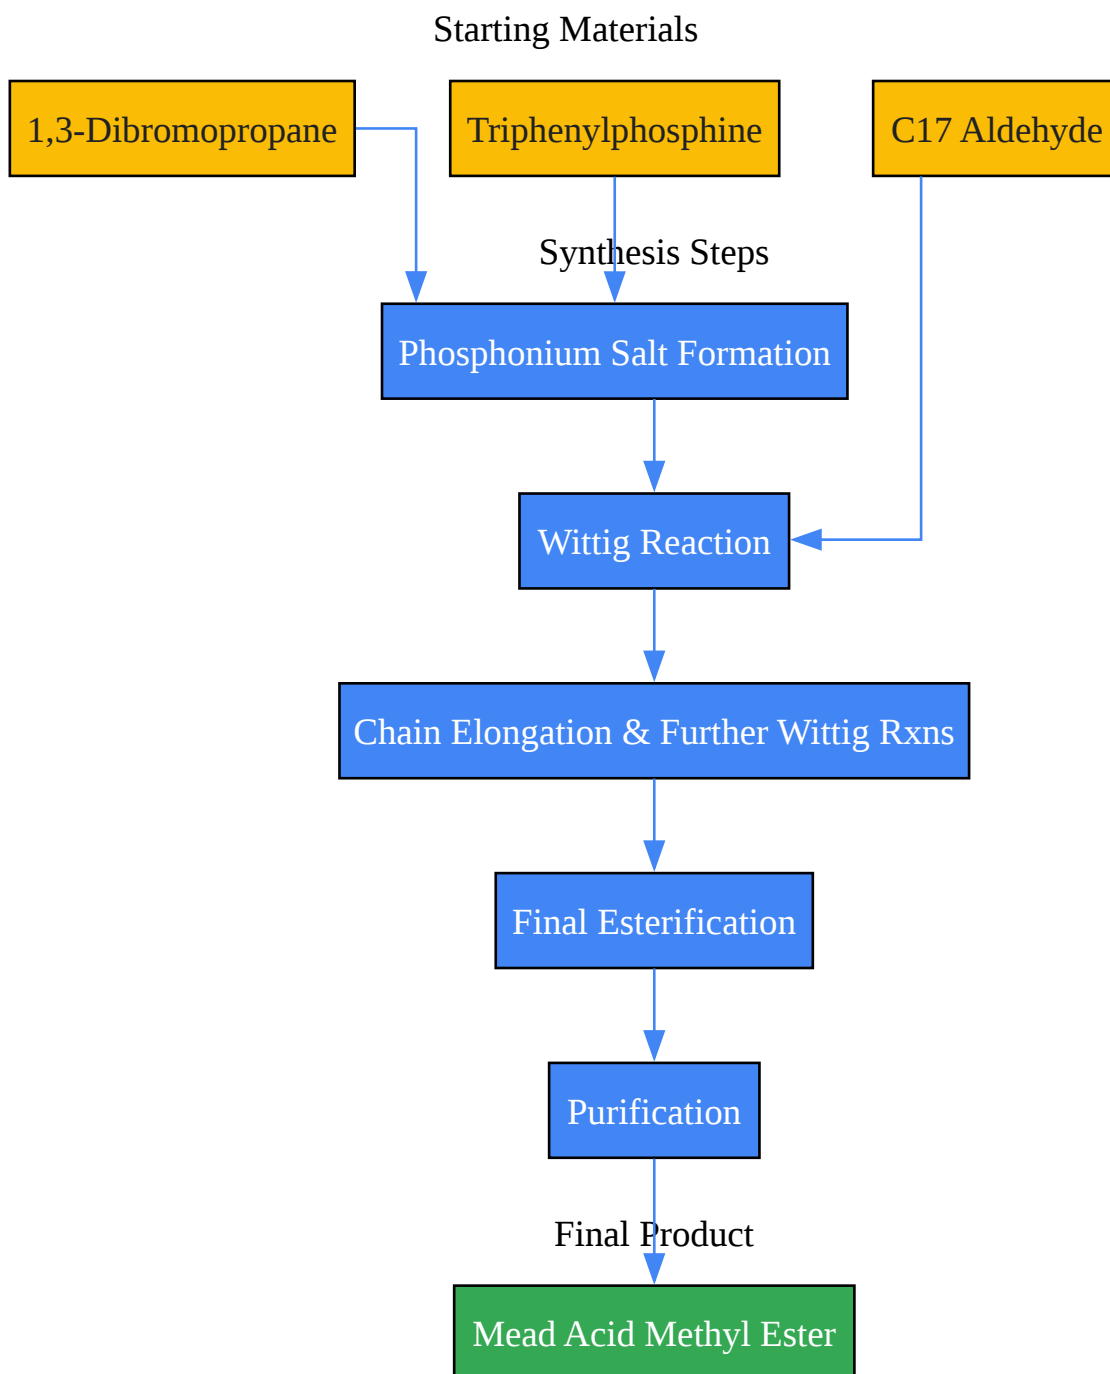 Starting Materials
1,3-Dibromopropane
Triphenylphosphine
C17 Aldehyde
Synthesis Steps
Phosphonium Salt Formation
Wittig Reaction
Chain Elongation & Further Wittig Rxns
Final Esterification
Purification
Final Product
Mead Acid Methyl Ester